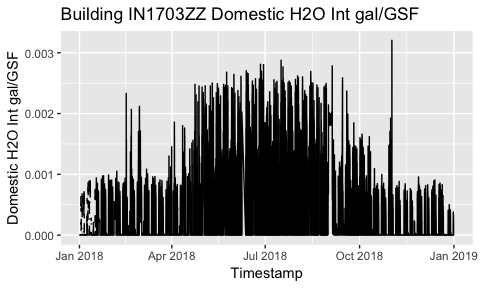 Building IN1703ZZ Domestic H2O Int gal/GSF
Domestic H2O Int gal/GSF
0.003
0.002
0.001
0.000
Jan 2018
Apr 2018
Jul 2018
Oct 2018
Jan 2019
Timestamp